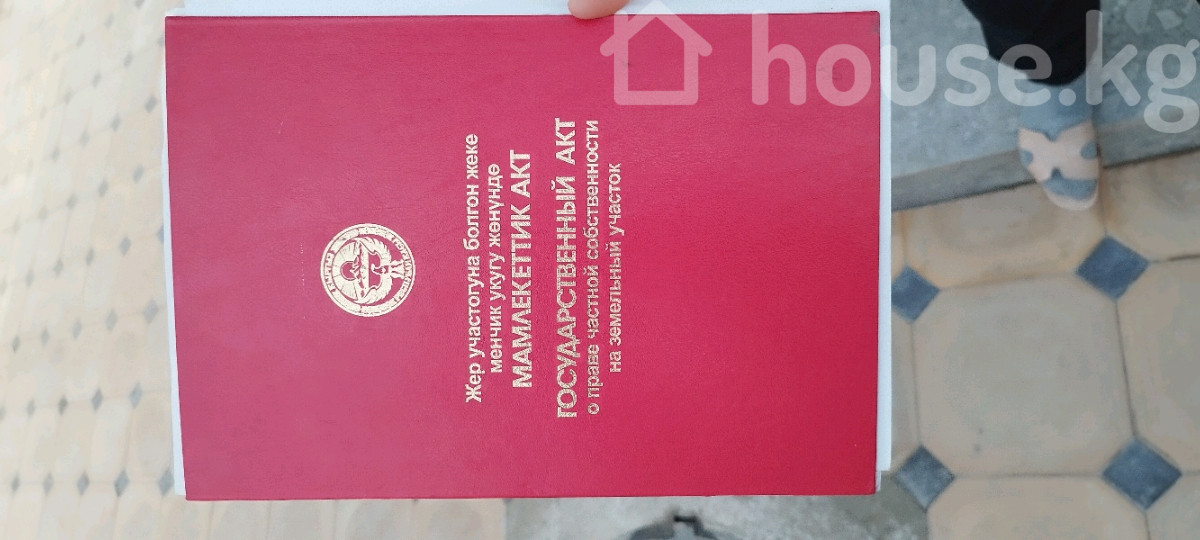 Жер участогуна болгон жеке
менчик укугу жөнүндө
МАМЛЕКЕТТИК АКТ
ГОСУДАРСТВЕННЫЙ АКТ
о праве частной собственности
на земельный участок
house.kg